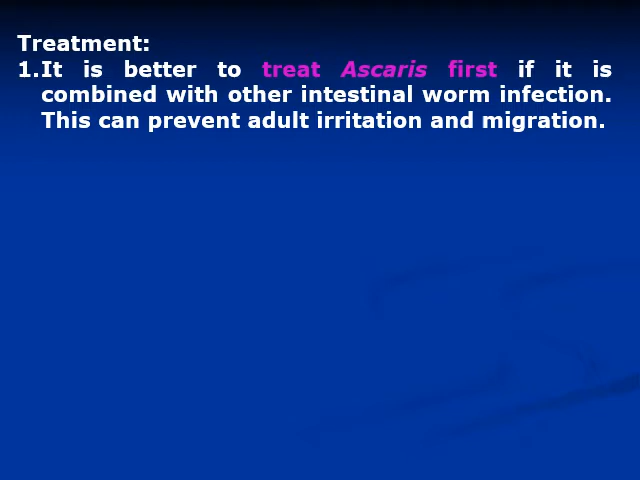 Treatment:
1.It is better to treat Ascaris first if it is
combined with other intestinal worm infection.
This can prevent adult irritation and migration.